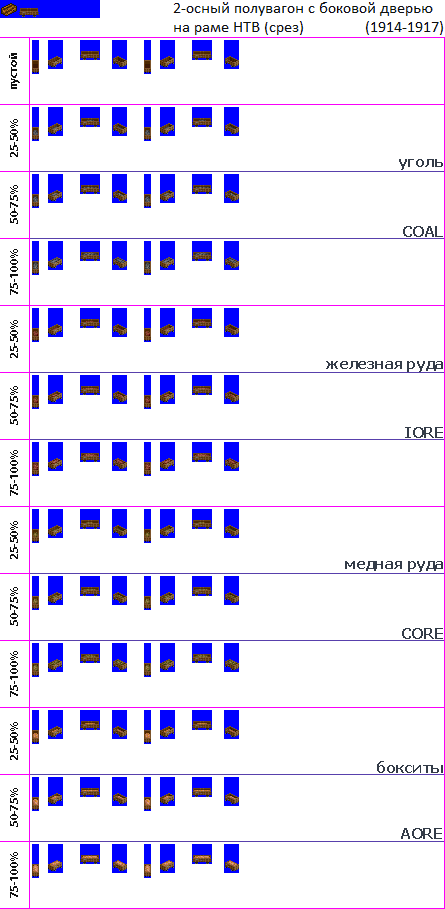 2-осный полувагон с боковой дверью
на раме НТВ (срез) (1914-1917)
пустой
25-50%
уголь
50-75%
COAL
75-100%
25-50%
железная руда
50-75%
IORE
75-100%
25-50%
медная руда
50-75%
CORE
75-100%
25-50%
бокситы
50-75%
AORE
75-100%